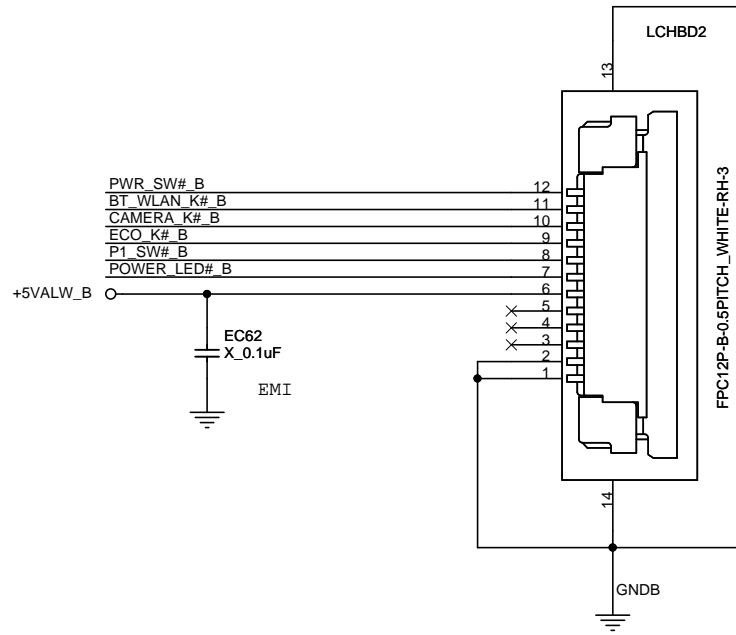 LCHBD2
13
PWR_SW#_B 12
BT_WLAN_K#_B 11
CAMERA_K#_B 10
ECO_K#_B 9
P1_SW#_B 8
POWER_LED#_B 7
+5VALW_B 6
5
4
3
2
1
EC62
X_0.1uF
EMI
FPC12P-B-0.5PITCH_WHITE-RH-3
14
GNDB